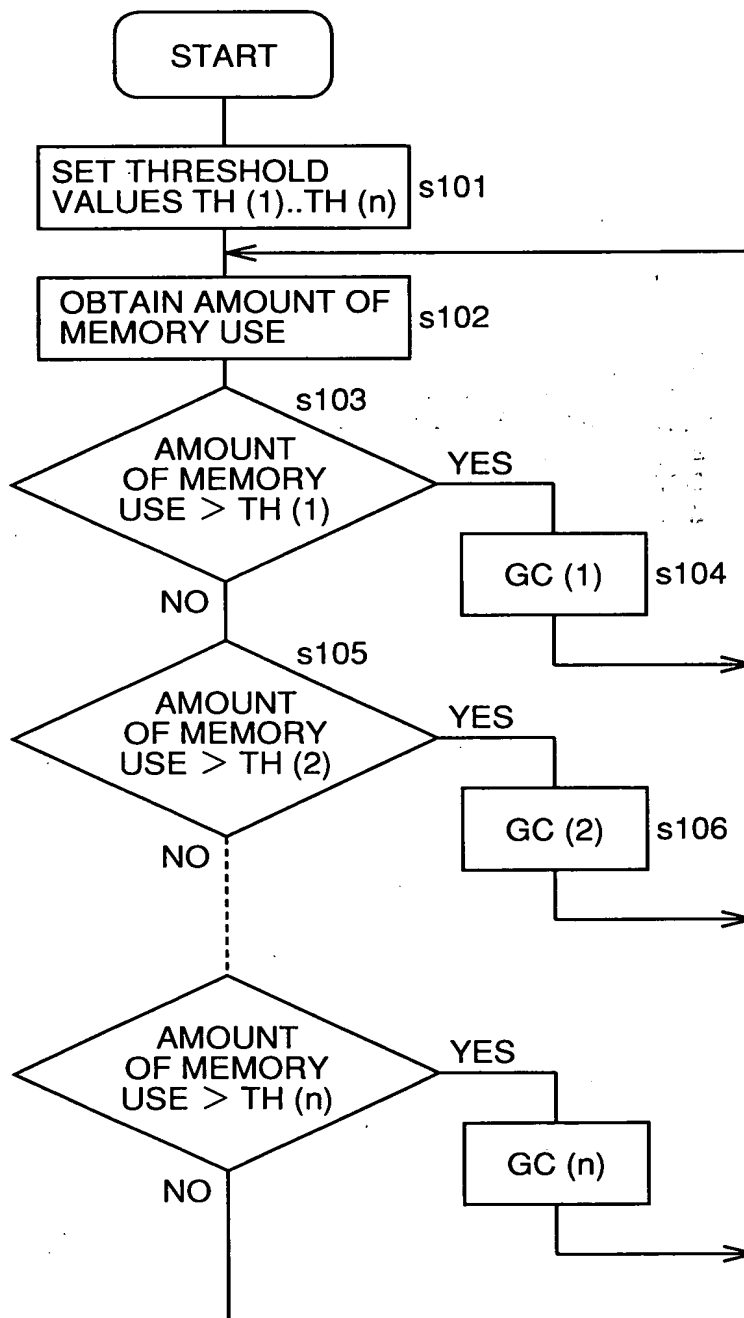 START
SET THRESHOLD
VALUES TH (1)..TH (n)
s101
OBTAIN AMOUNT OF
MEMORY USE
s102
s103
AMOUNT
OF MEMORY
USE > TH (1)
YES
GC (1)
s104
NO
s105
AMOUNT
OF MEMORY
USE > TH (2)
YES
GC (2)
s106
NO
AMOUNT
OF MEMORY
USE > TH (n)
YES
GC (n)
NO